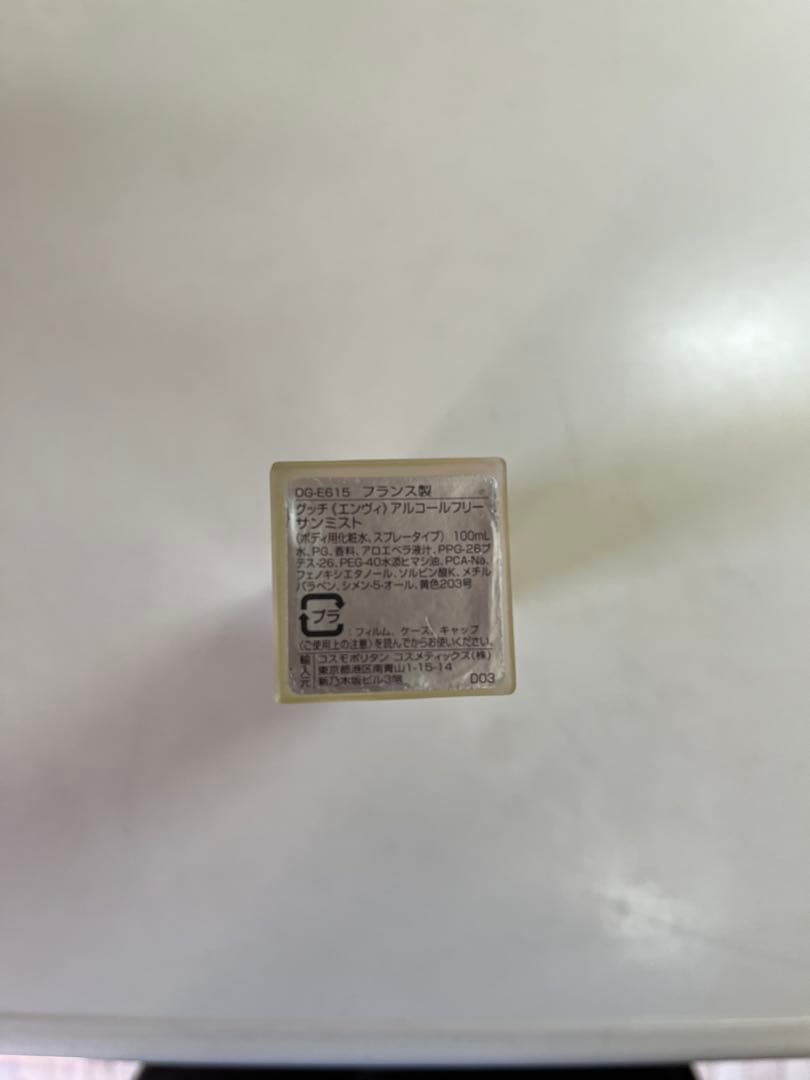 DG-E615 フランス製
グッチ《エンヴィ》アルコールフリー
サンミスト
(ボディ用化粧水、スプレータイプ) 100mL
水、PG、香料、アロエベラ液汁、PPG-26ブ
テス-26、PEG-40水添ヒマシ油、PCA-Na、
フェノキシエタノール、ソルビン酸K、メチル
パラベン、シメン-5-オール、黄色203号
プラ
:フィルム、ケース、キャップ
〈ご使用上の注意〉を読んでからお使いください。
輸入元
コスモポリタン コスメティックス(株)
東京都港区南青山1-15-14
新乃木坂ビル3階 D03